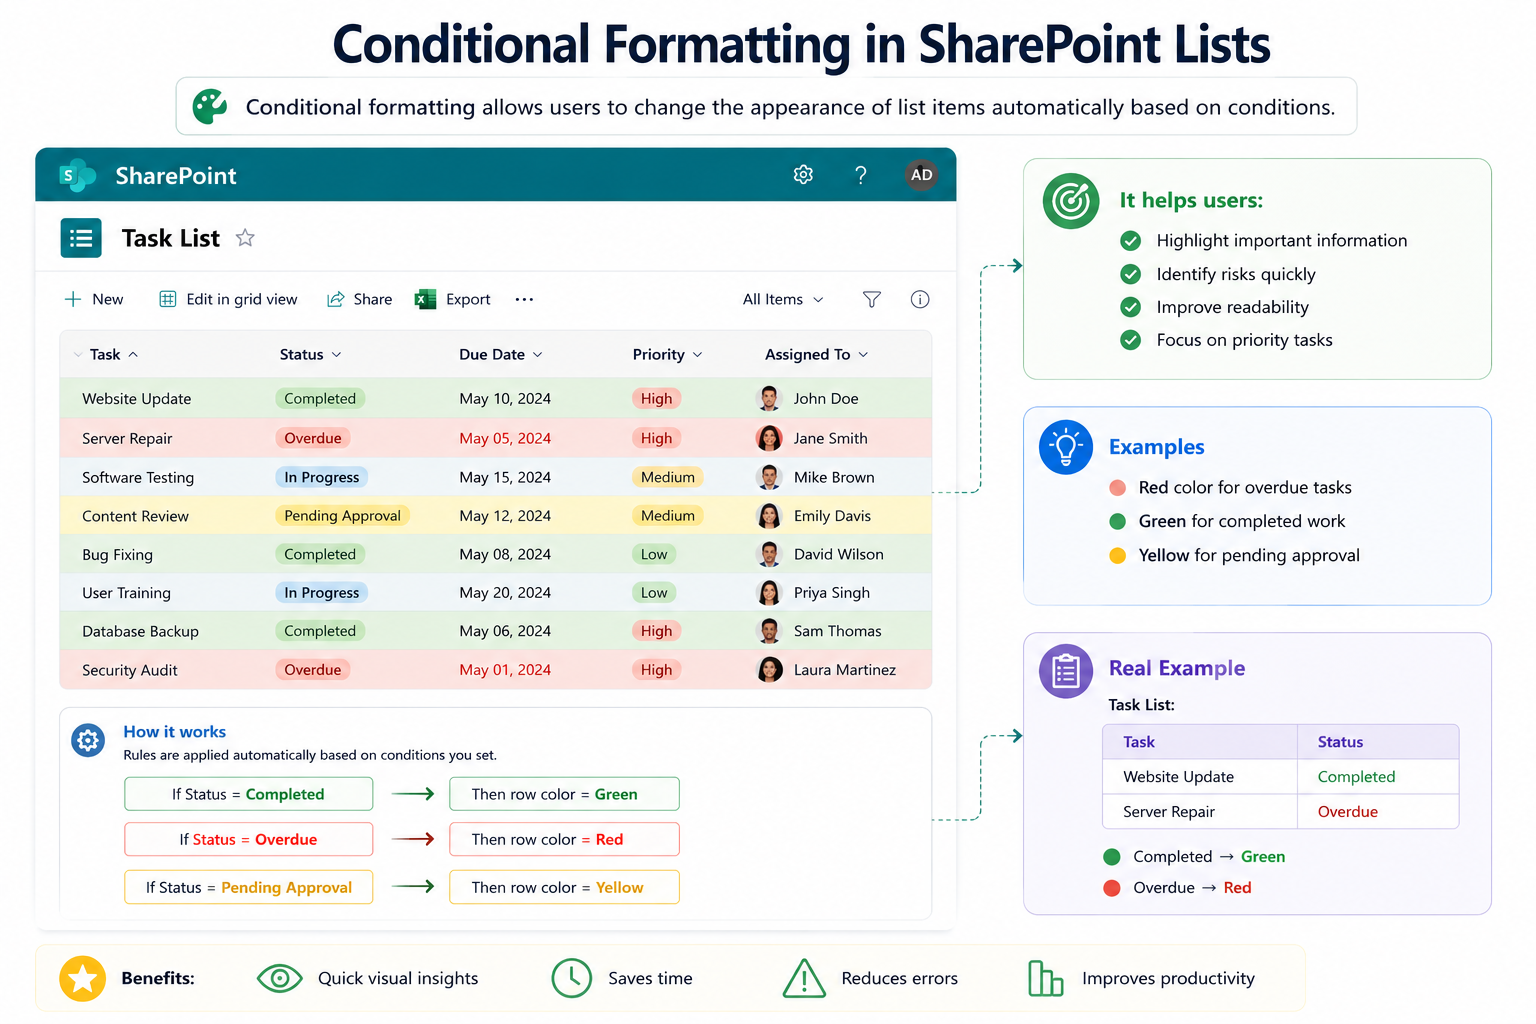 Conditional Formatting in SharePoint Lists
Conditional formatting allows users to change the appearance of list items automatically based on conditions.
S SharePoint ? AD
Task List
New Edit in grid view Share Export ... All Items
Task Status Due Date Priority Assigned To
Website Update Completed May 10, 2024 High John Doe
Server Repair Overdue May 05, 2024 High Jane Smith
Software Testing In Progress May 15, 2024 Medium Mike Brown
Content Review Pending Approval May 12, 2024 Medium Emily Davis
Bug Fixing Completed May 08, 2024 Low David Wilson
User Training In Progress May 20, 2024 Low Priya Singh
Database Backup Completed May 06, 2024 High Sam Thomas
Security Audit Overdue May 01, 2024 High Laura Martinez
How it works
Rules are applied automatically based on conditions you set.
If Status = Completed → Then row color = Green
If Status = Overdue → Then row color = Red
If Status = Pending Approval → Then row color = Yellow
It helps users:
Highlight important information
Identify risks quickly
Improve readability
Focus on priority tasks
Examples
Red color for overdue tasks
Green for completed work
Yellow for pending approval
Real Example
Task List:
Task Status
Website Update Completed
Server Repair Overdue
Completed → Green
Overdue → Red
Benefits: Quick visual insights Saves time Reduces errors Improves productivity